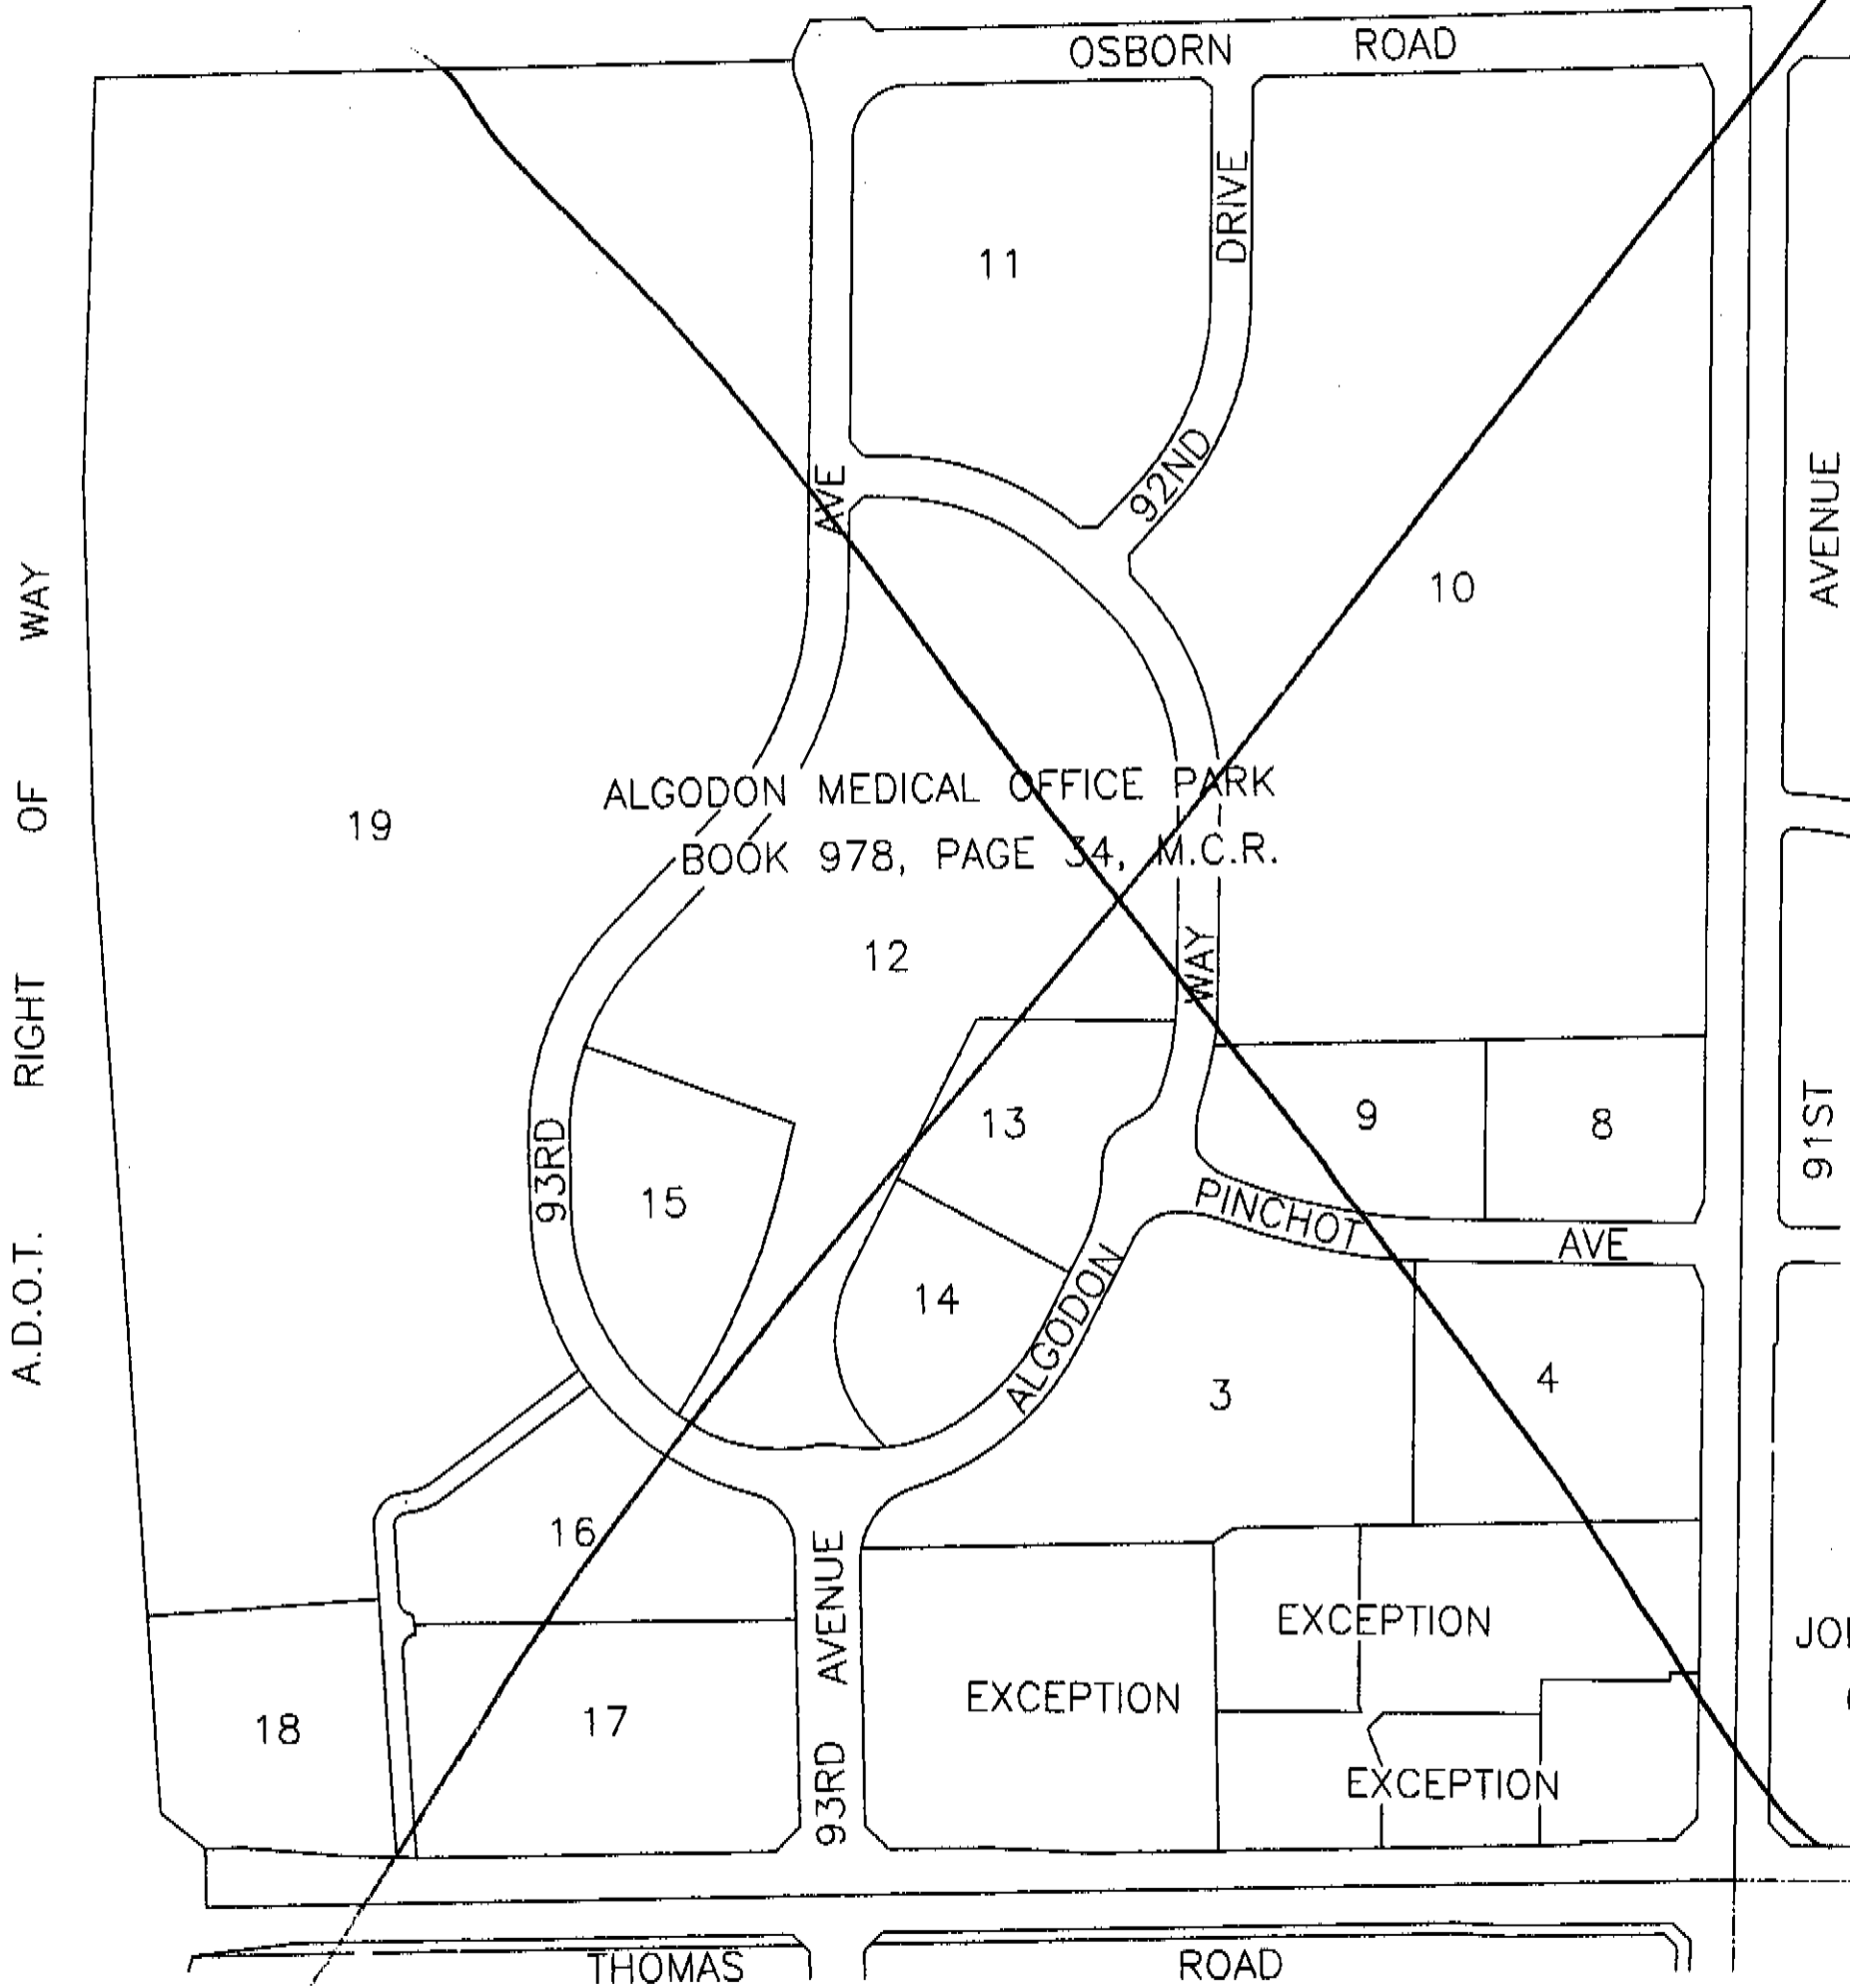 OSBORN ROAD
DRIVE
11
92ND
AVE
AVENUE
10
A.D.O.T. RIGHT OF WAY
19
ALGODON MEDICAL OFFICE PARK
BOOK 978, PAGE 34, M.C.R.
12
WAY
13
9
8
91ST
93RD
15
PINCHOT AVE
14
ALGODON
3
4
16
93RD AVENUE
EXCEPTION
EXCEPTION
18
17
EXCEPTION
THOMAS ROAD